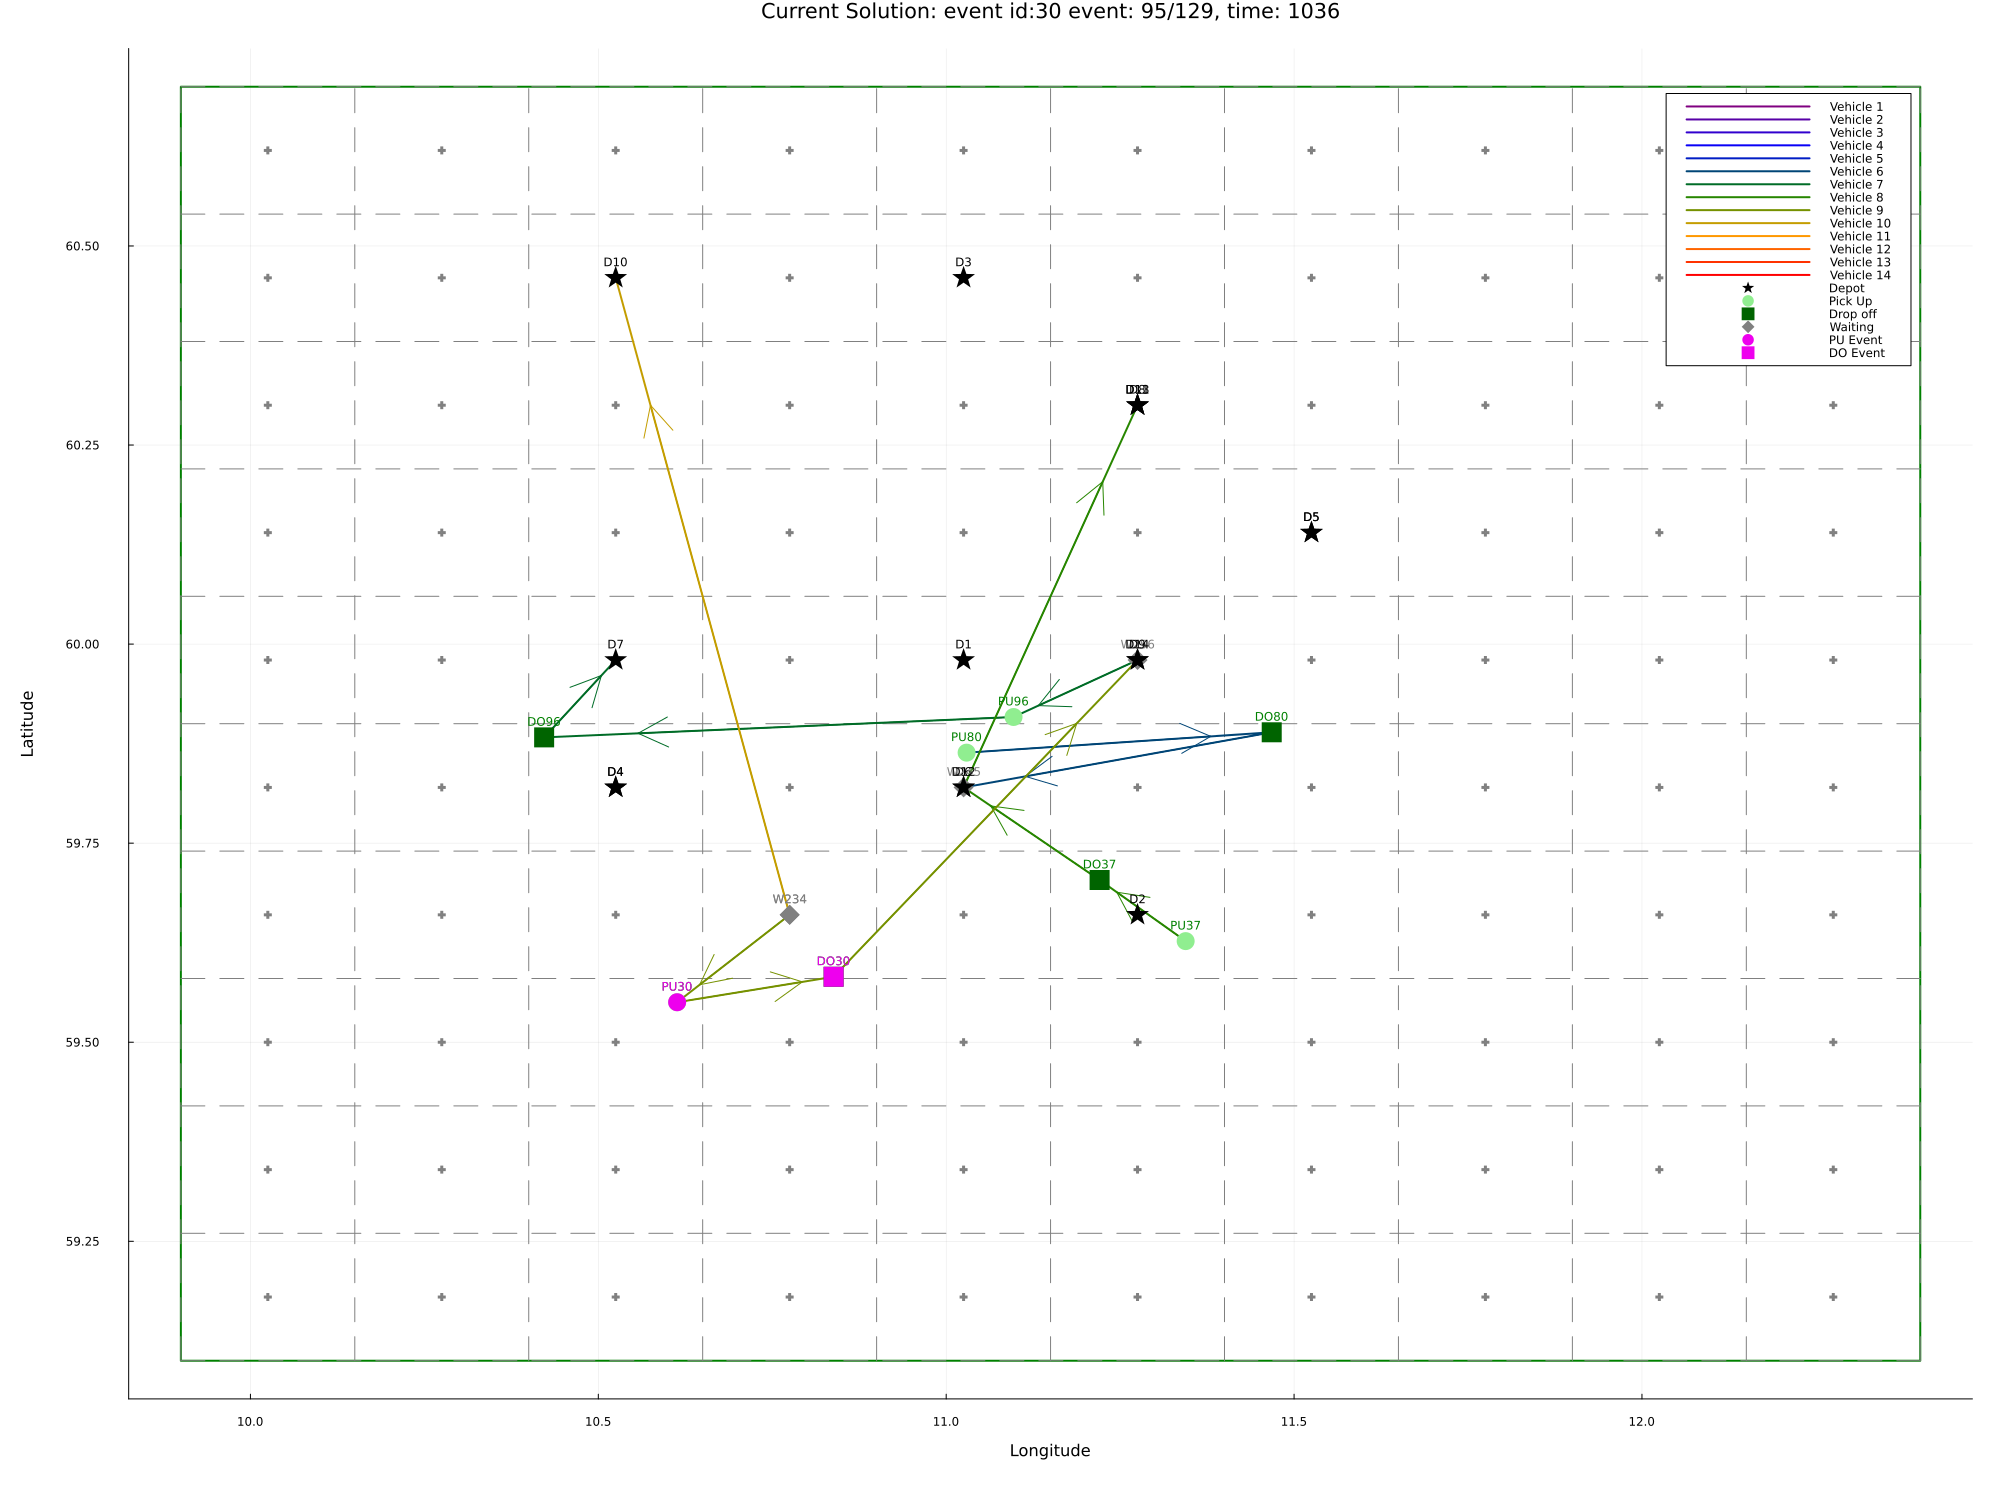 Current Solution: event id:30 event: 95/129, time: 1036
Vehicle 1
Vehicle 2
Vehicle 3
Vehicle 4
Vehicle 5
Vehicle 6
Vehicle 7
Vehicle 8
Vehicle 9
Vehicle 10
Vehicle 11
Vehicle 12
Vehicle 13
Vehicle 14
Depot
Pick Up
Drop off
Waiting
PU Event
DO Event
60.50
D10
D3
60.25
D5
60.00
D7
D1
PU96
DO96
DO80
PU80
D4
59.75
DO37
D2
W234
PU37
DO30
PU30
59.50
59.25
10.0
10.5
11.0
11.5
12.0
Latitude
Longitude